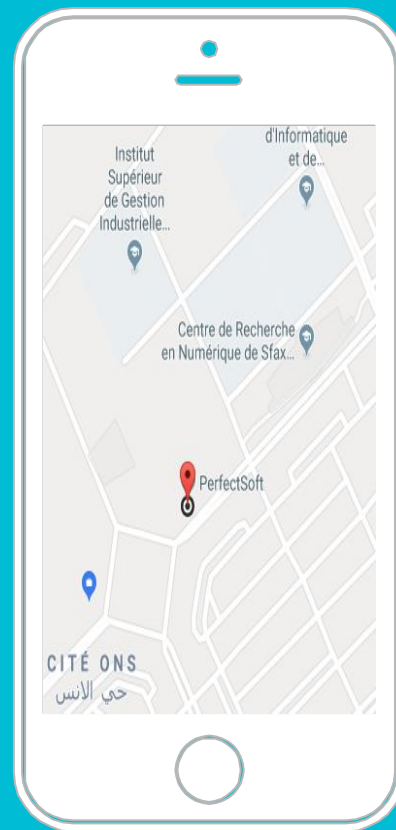 d'Informatique
et de...
Institut
Supérieur
de Gestion
Industrielle...
Centre de Recherche
en Numérique de Sfax...
PerfectSoft
CITÉ ONS
حي الانس